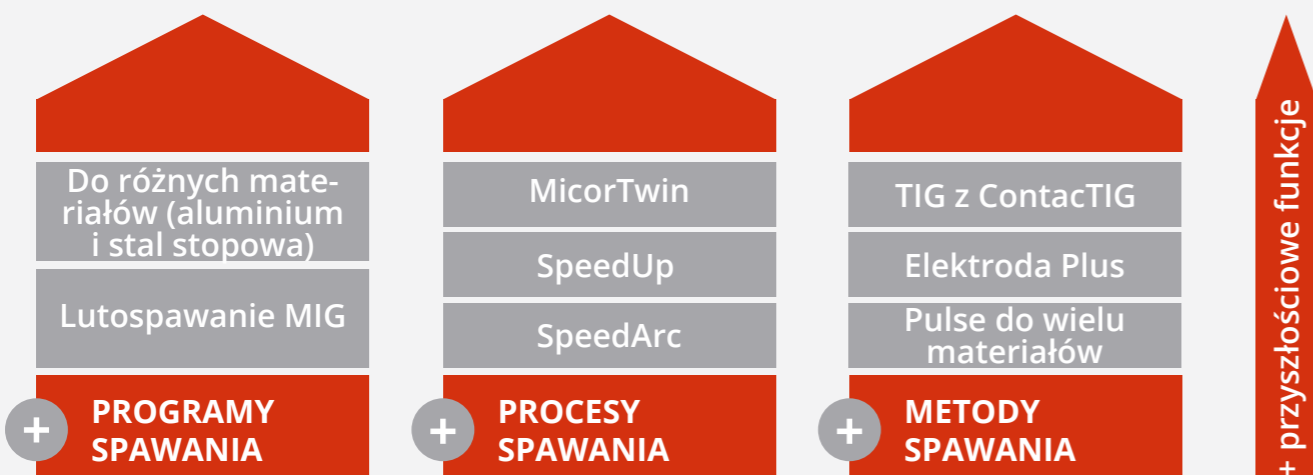 Do różnych mate-
riałów (aluminium
i stal stopowa)
Lutospawanie MIG
+ PROGRAMY
SPAWANIA
MicorTwin
SpeedUp
SpeedArc
+ PROCESY
SPAWANIA
TIG z ContacTIG
Elektroda Plus
Pulse do wielu
materiałów
+ METODY
SPAWANIA
+ przyszłościowe funkcje